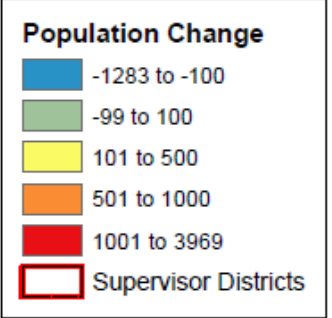 Population Change
-1283 to -100
-99 to 100
101 to 500
501 to 1000
1001 to 3969
Supervisor Districts